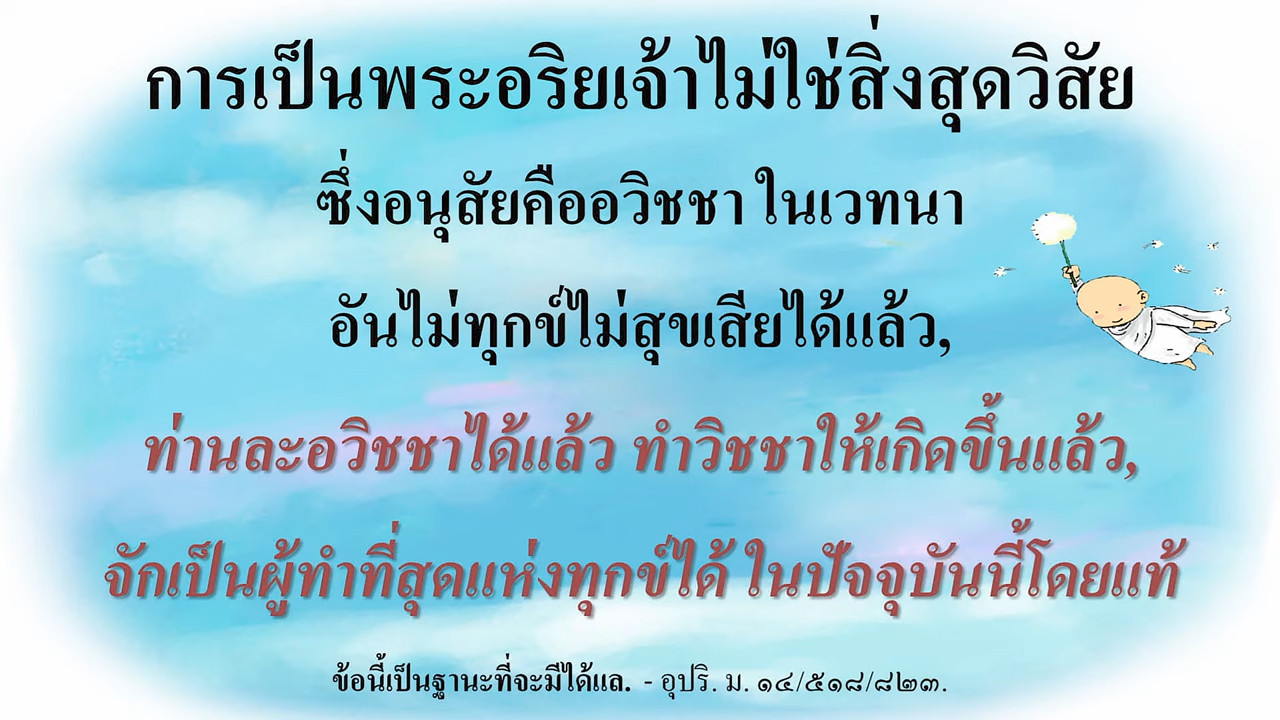 การเป็นพระอริยเจ้าไม่ใช่สิ่งสุดวิสัย
ซึ่งอนุสัยคืออวิชชา ในเวทนา
อันไม่ทุกข์ไม่สุขเสียได้แล้ว,
ท่านละอวิชชาได้แล้ว ทำวิชชาให้เกิดขึ้นแล้ว,
จักเป็นผู้ทำที่สุดแห่งทุกข์ได้ ในปัจจุบันนี้โดยแท้
ข้อนี้เป็นฐานะที่จะมีได้แล. - อุปริ. ม. ๑๔/๕๑๘/๘๒๓.